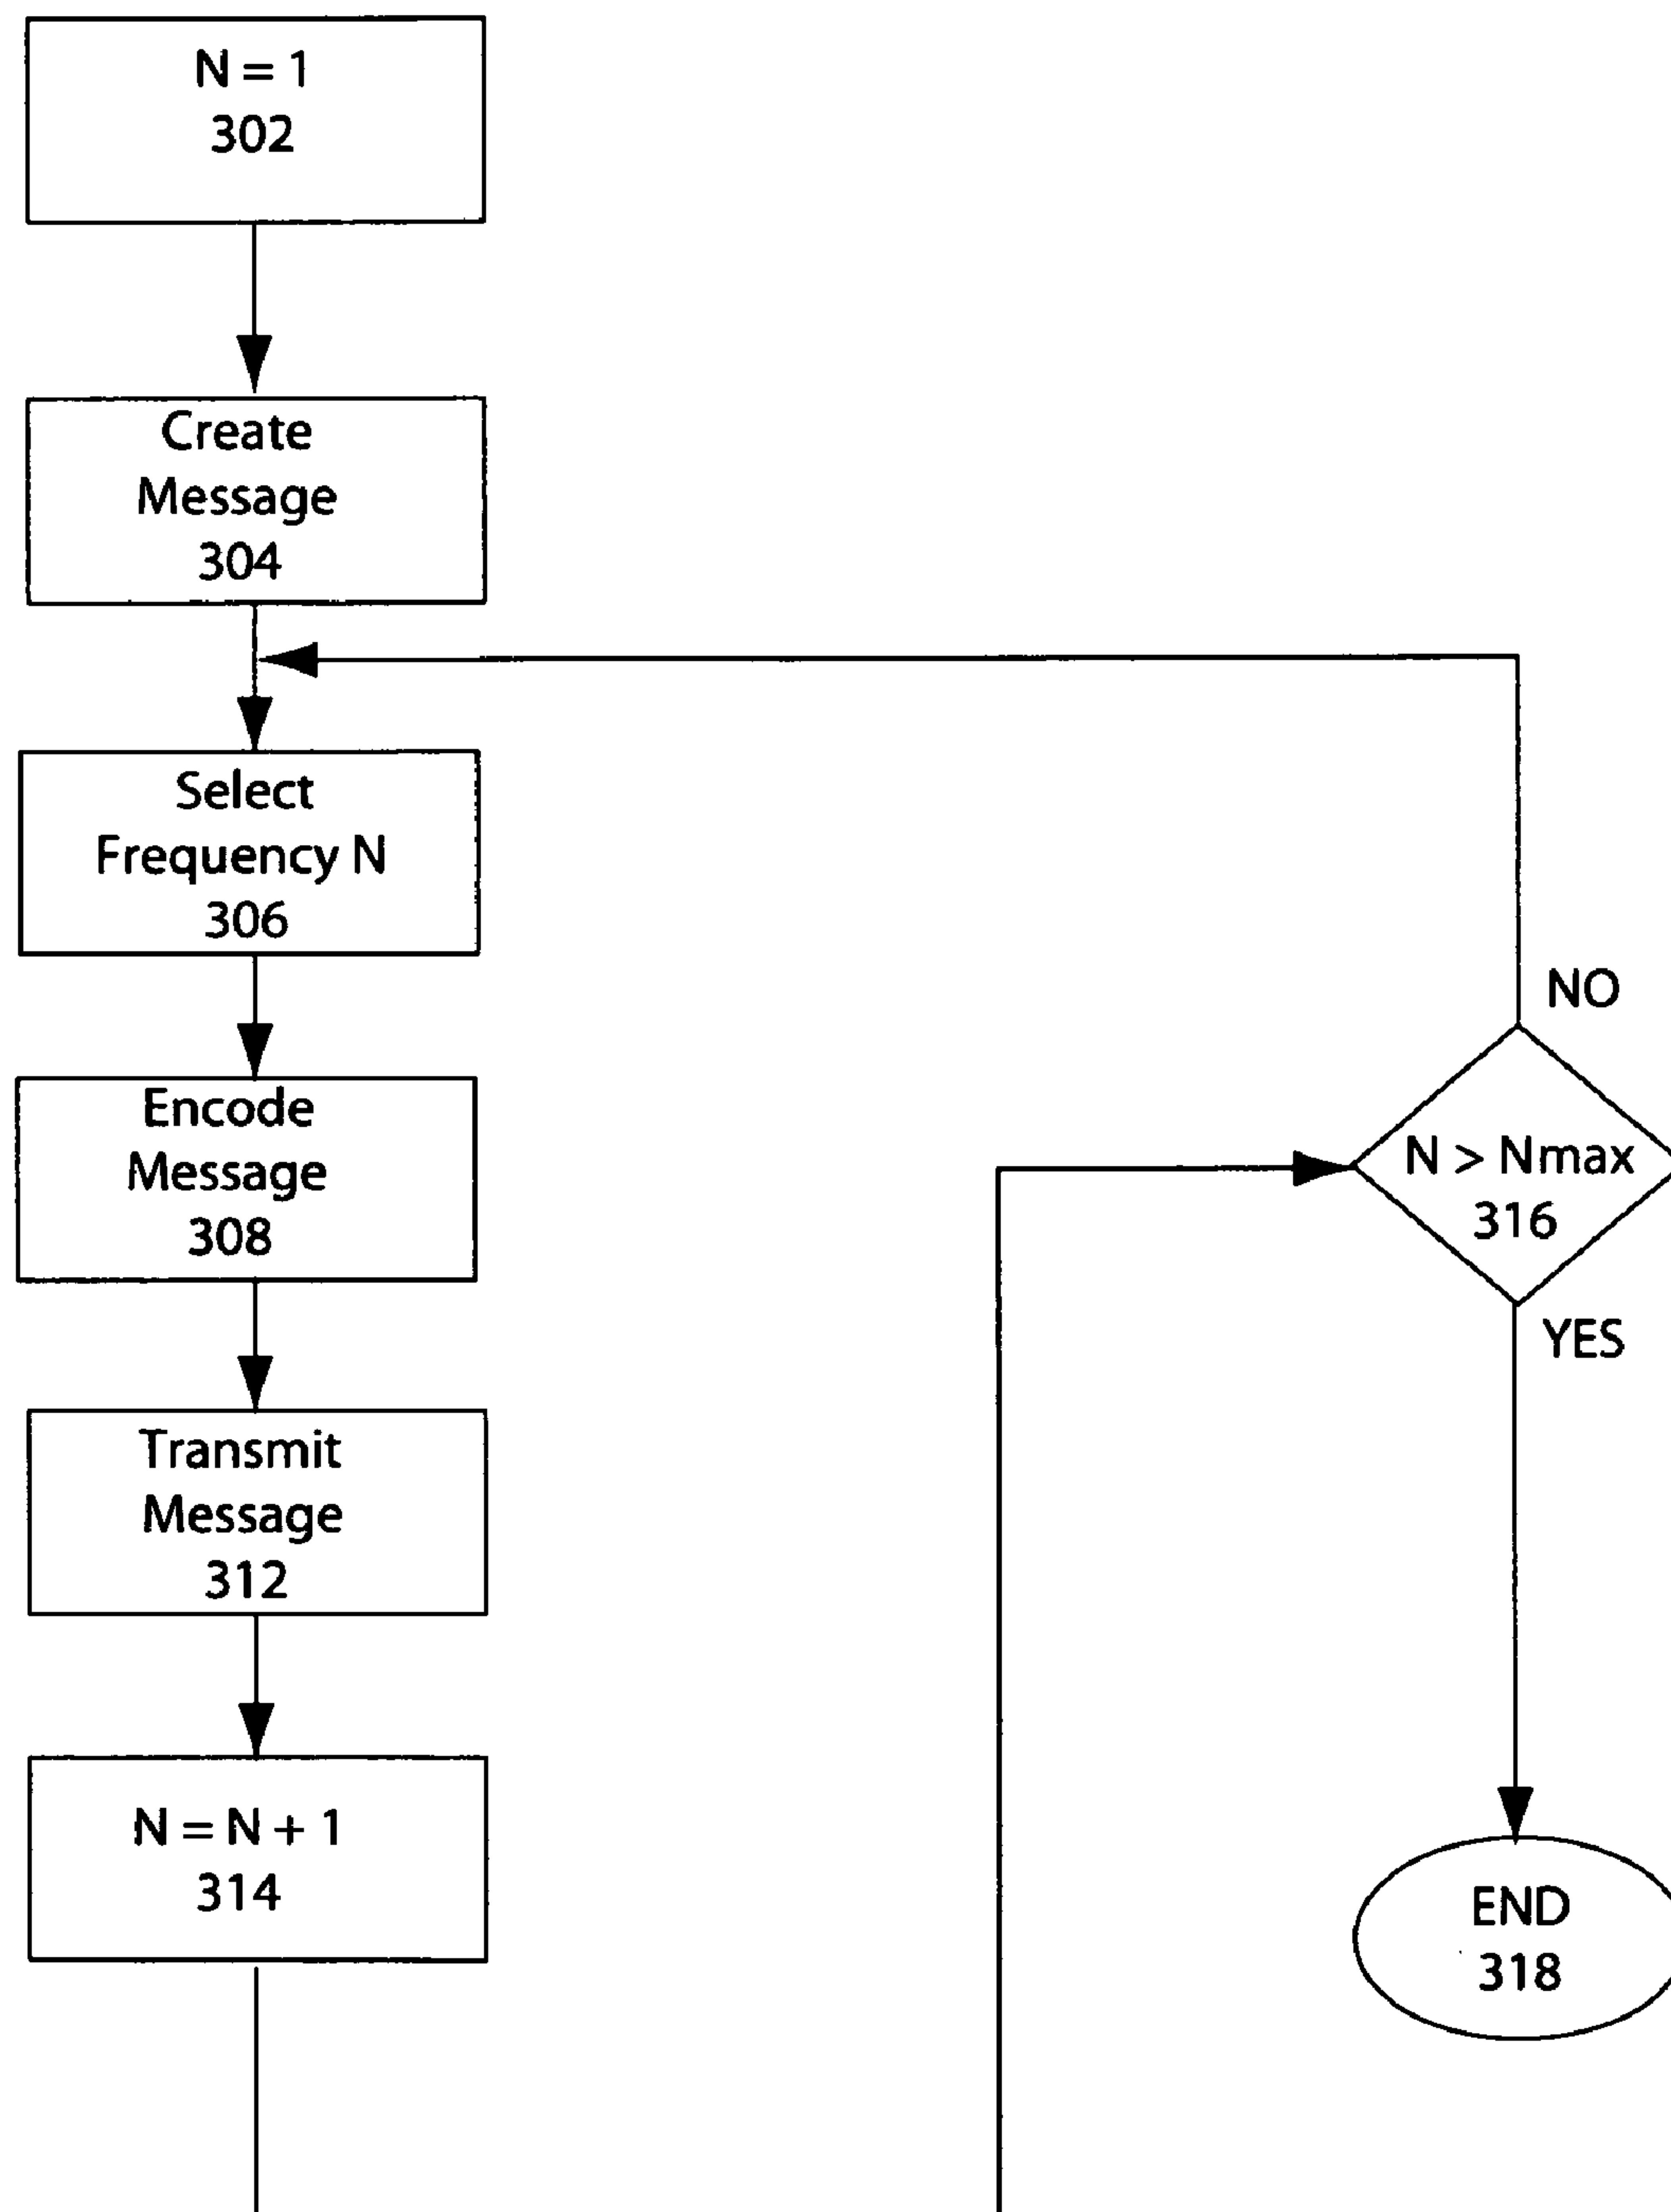 N = 1
302
Create
Message
304
Select
Frequency N
306
Encode
Message
308
Transmit
Message
312
N = N + 1
314
NO
N > Nmax
316
YES
END
318